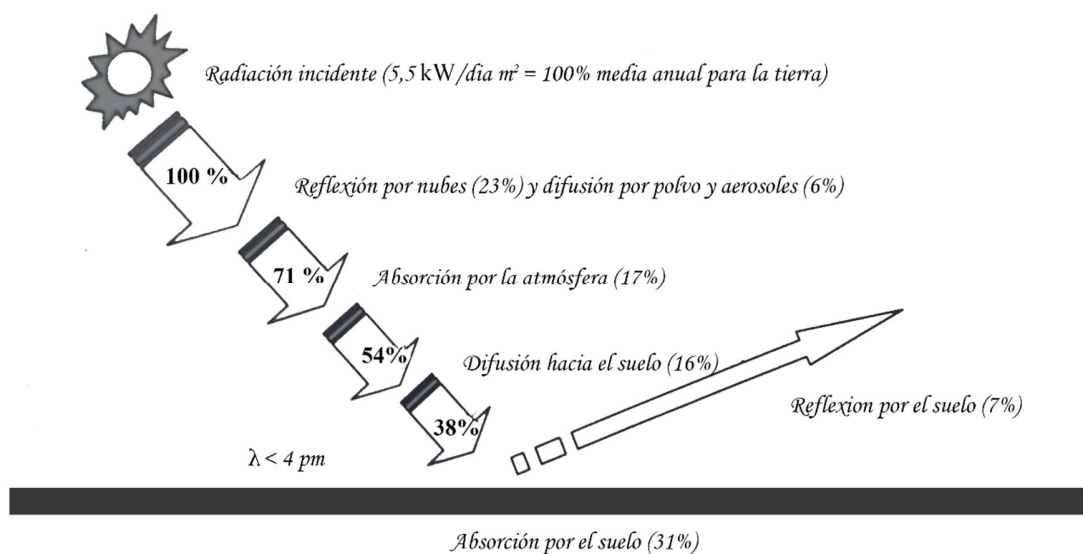 Radiación incidente (5,5 kW/dia m² = 100% media anual para la tierra)
100 %
Reflexión por nubes (23%) y difusión por polvo y aerosoles (6%)
71 %
Absorción por la atmósfera (17%)
54%
Difusión hacia el suelo (16%)
Reflexion por el suelo (7%)
38%
λ < 4 pm
Absorción por el suelo (31%)